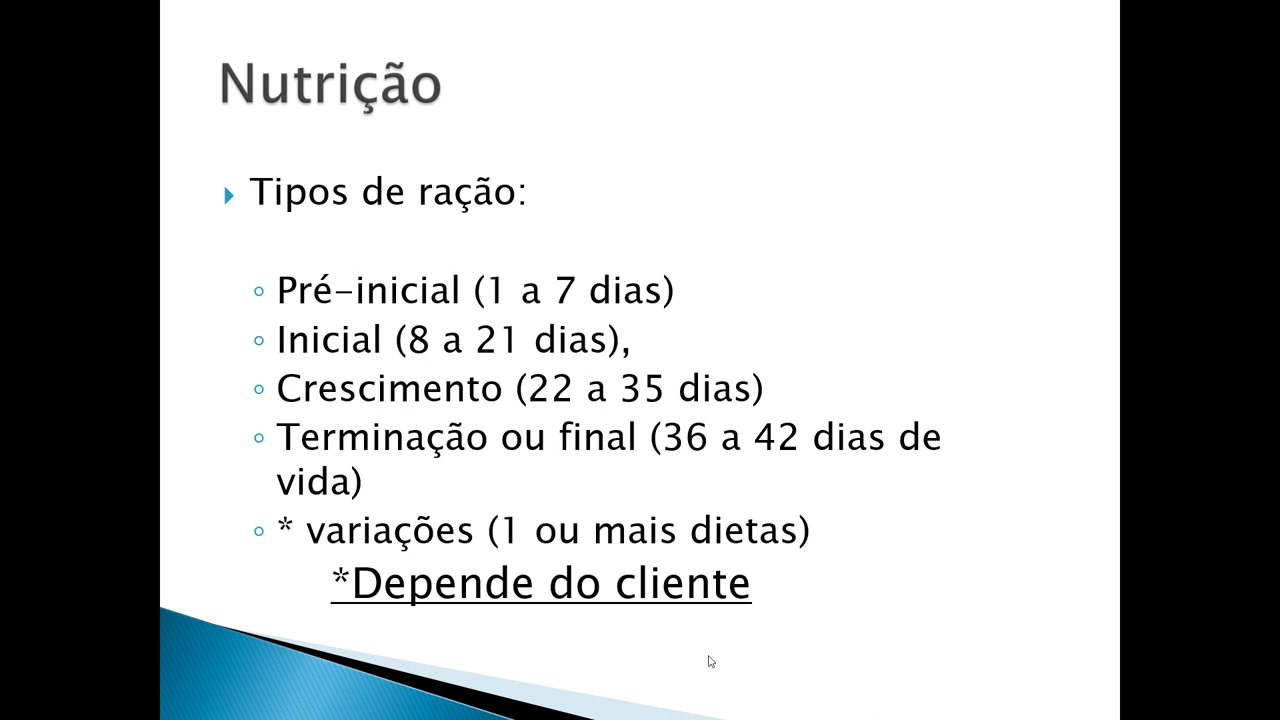 Nutrição
Tipos de ração:
Pré-inicial (1 a 7 dias)
Inicial (8 a 21 dias),
Crescimento (22 a 35 dias)
Terminação ou final (36 a 42 dias de
vida)
* variações (1 ou mais dietas)
*Depende do cliente